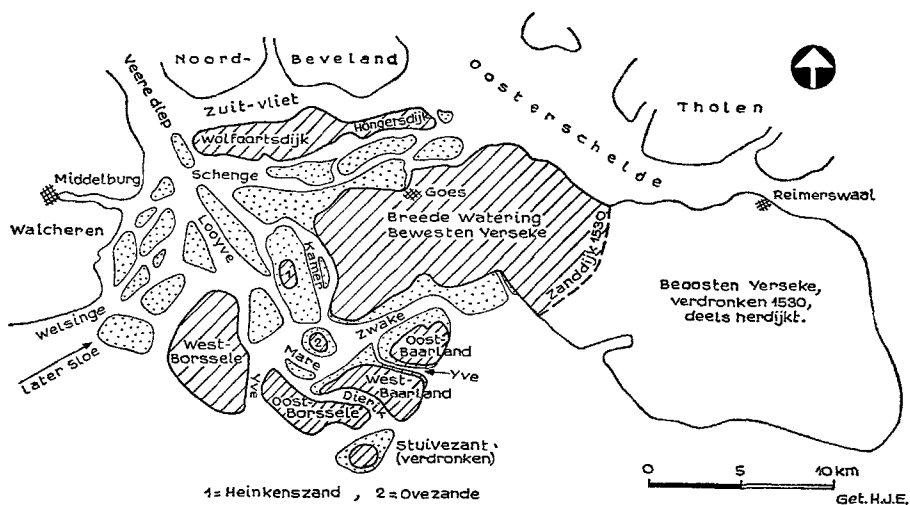 Noord- Beveland
Veere diep
Zuit-vliet
Oosterschelde
Tholen
Wolfaartsdijk
Hongersdijk
Middelburg
Schenge
Goes
Reimerswaal
Walcheren
Looyve
Kamer
Breede Watering
Bewesten Yerseke
Zanddijk 1530
Beoosten Yerseke,
verdronken 1530,
deels herdijkt.
1
Welsinge
Later Sloe
West-
Borssele
Zwake
2
Mare
Oost-
Baarland
Yve
West-
Baarland
Yve
Dierik
Oost-
Borssele
Stuivezant
(verdronken)
0 5 10 km
1=Heinkenszand , 2=Ovezande
Get. H.J.E.